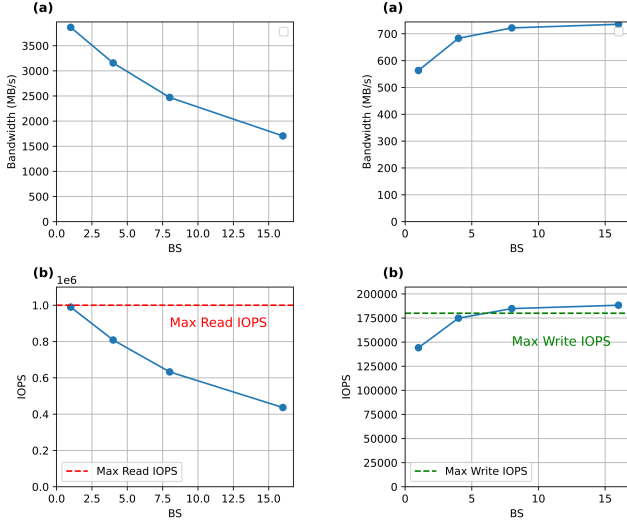 (a)
Bandwidth (MB/s)
3500
3000
2500
2000
1500
1000
500
0
0.0 2.5 5.0 7.5 10.0 12.5 15.0
BS
(a)
Bandwidth (MB/s)
700
600
500
400
300
200
100
0
0 5 10 15
BS
(b)
1e6
IOPS
1.0
0.8
0.6
0.4
0.2
0.0
Max Read IOPS
Max Read IOPS
0.0 2.5 5.0 7.5 10.0 12.5 15.0
BS
(b)
IOPS
200000
175000
150000
125000
100000
75000
50000
25000
0
Max Write IOPS
Max Write IOPS
0 5 10 15
BS